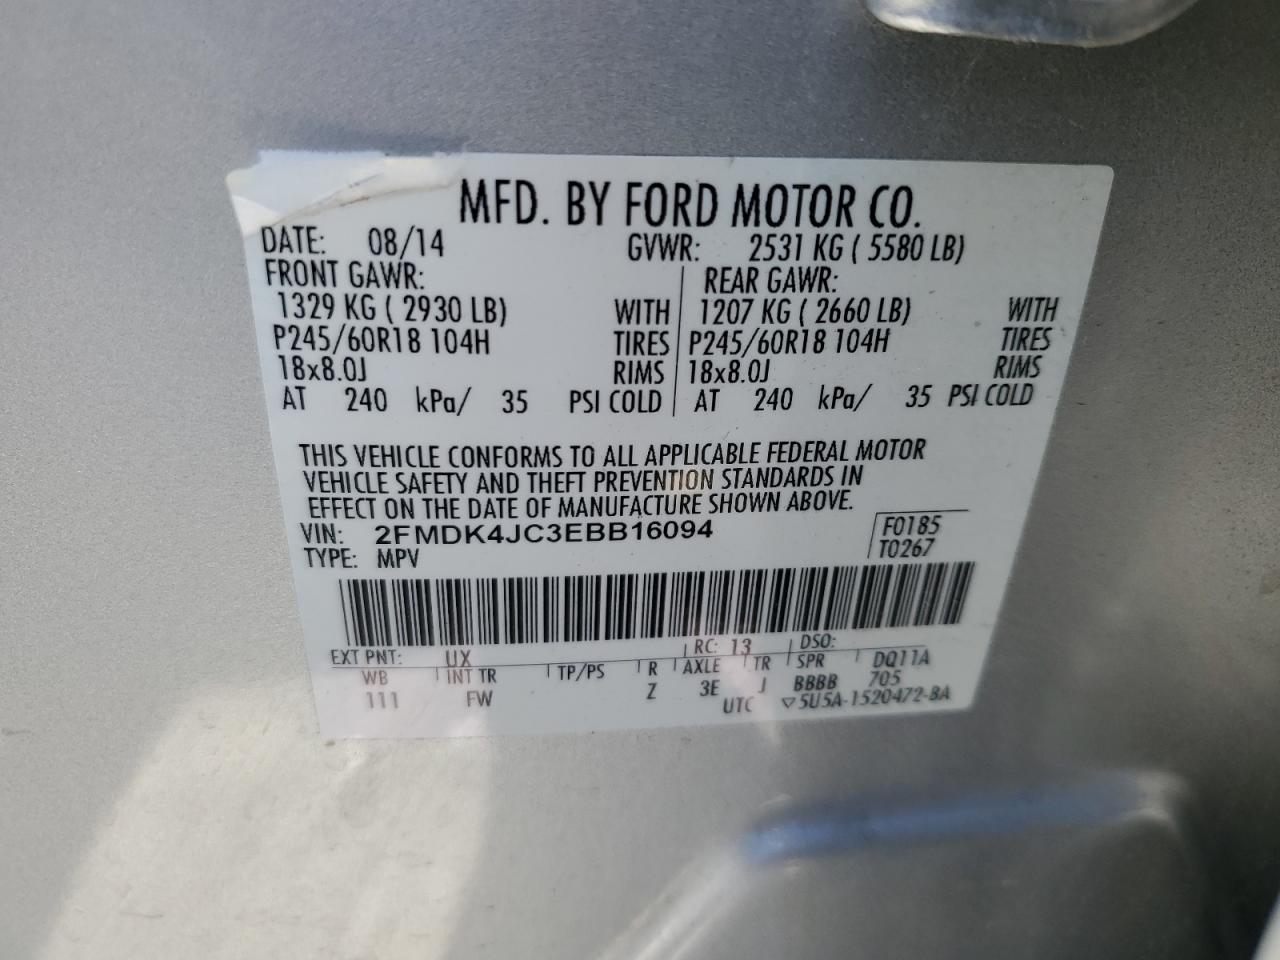 MFD. BY FORD MOTOR CO.
DATE: 08/14 GVWR: 2531 KG ( 5580 LB)
FRONT GAWR: REAR GAWR:
1329 KG ( 2930 LB) WITH 1207 KG ( 2660 LB) WITH
P245/60R18 104H TIRES P245/60R18 104H TIRES
18x8.0J RIMS 18x8.0J RIMS
AT 240 kPa/ 35 PSI COLD AT 240 kPa/ 35 PSI COLD
THIS VEHICLE CONFORMS TO ALL APPLICABLE FEDERAL MOTOR
VEHICLE SAFETY AND THEFT PREVENTION STANDARDS IN
EFFECT ON THE DATE OF MANUFACTURE SHOWN ABOVE.
VIN: 2FMDK4JC3EBB16094 F0185
TYPE: MPV T0267
EXT PNT: UX RC: 13 DSO:
WB INT TR TP/PS R AXLE TR SPR DQ11A
111 FW Z 3E J BBBB 705
UTC ▽5U5A-1520472-BA